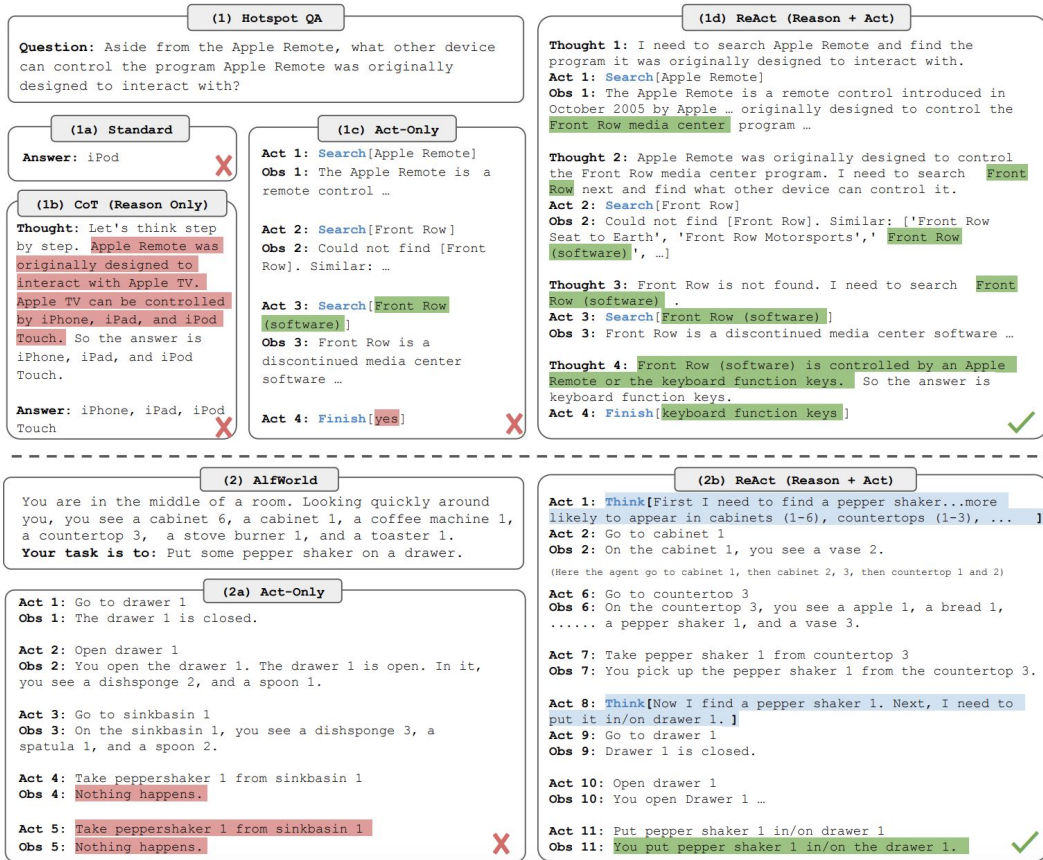 (1) Hotspot QA
Question: Aside from the Apple Remote, what other device
can control the program Apple Remote was originally
designed to interact with?
(1a) Standard
Answer: iPod
(1b) CoT (Reason Only)
Thought: Let's think step
by step. Apple Remote was
originally designed to
interact with Apple TV.
Apple TV can be controlled
by iPhone, iPad, and iPod
Touch. So the answer is
iPhone, iPad, and iPod
Touch.
Answer: iPhone, iPad, iPod
Touch
(1c) Act-Only
Act 1: Search[Apple Remote]
Obs 1: The Apple Remote is a
remote control …
Act 2: Search[Front Row]
Obs 2: Could not find [Front
Row]. Similar: …
Act 3: Search[Front Row
(software)]
Obs 3: Front Row is a
discontinued media center
software …
Act 4: Finish[yes]
(1d) ReAct (Reason + Act)
Thought 1: I need to search Apple Remote and find the
program it was originally designed to interact with.
Act 1: Search[Apple Remote]
Obs 1: The Apple Remote is a remote control introduced in
October 2005 by Apple … originally designed to control the
Front Row media center program …
Thought 2: Apple Remote was originally designed to control
the Front Row media center program. I need to search Front
Row next and find what other device can control it.
Act 2: Search[Front Row]
Obs 2: Could not find [Front Row]. Similar: ['Front Row
Seat to Earth', 'Front Row Motorsports',' Front Row
(software)', …]
Thought 3: Front Row is not found. I need to search Front
Row (software) .
Act 3: Search[Front Row (software) ]
Obs 3: Front Row is a discontinued media center software …
Thought 4: Front Row (software) is controlled by an Apple
Remote or the keyboard function keys. So the answer is
keyboard function keys.
Act 4: Finish[keyboard function keys ]
(2) AlfWorld
You are in the middle of a room. Looking quickly around
you, you see a cabinet 6, a cabinet 1, a coffee machine 1,
a countertop 3, a stove burner 1, and a toaster 1.
Your task is to: Put some pepper shaker on a drawer.
(2a) Act-Only
Act 1: Go to drawer 1
Obs 1: The drawer 1 is closed.
Act 2: Open drawer 1
Obs 2: You open the drawer 1. The drawer 1 is open. In it,
you see a dishsponge 2, and a spoon 1.
Act 3: Go to sinkbasin 1
Obs 3: On the sinkbasin 1, you see a dishsponge 3, a
spatula 1, and a spoon 2.
Act 4: Take peppershaker 1 from sinkbasin 1
Obs 4: Nothing happens.
Act 5: Take peppershaker 1 from sinkbasin 1
Obs 5: Nothing happens.
(2b) ReAct (Reason + Act)
Act 1: Think[First I need to find a pepper shaker...more
likely to appear in cabinets (1-6), countertops (1-3), ... ]
Act 2: Go to cabinet 1
Obs 2: On the cabinet 1, you see a vase 2.
(Here the agent go to cabinet 1, then cabinet 2, 3, then countertop 1 and 2)
Act 6: Go to countertop 3
Obs 6: On the countertop 3, you see a apple 1, a bread 1,
...... a pepper shaker 1, and a vase 3.
Act 7: Take pepper shaker 1 from countertop 3
Obs 7: You pick up the pepper shaker 1 from the countertop 3.
Act 8: Think[Now I find a pepper shaker 1. Next, I need to
put it in/on drawer 1. ]
Act 9: Go to drawer 1
Obs 9: Drawer 1 is closed.
Act 10: Open drawer 1
Obs 10: You open Drawer 1 …
Act 11: Put pepper shaker 1 in/on drawer 1
Obs 11: You put pepper shaker 1 in/on the drawer 1.